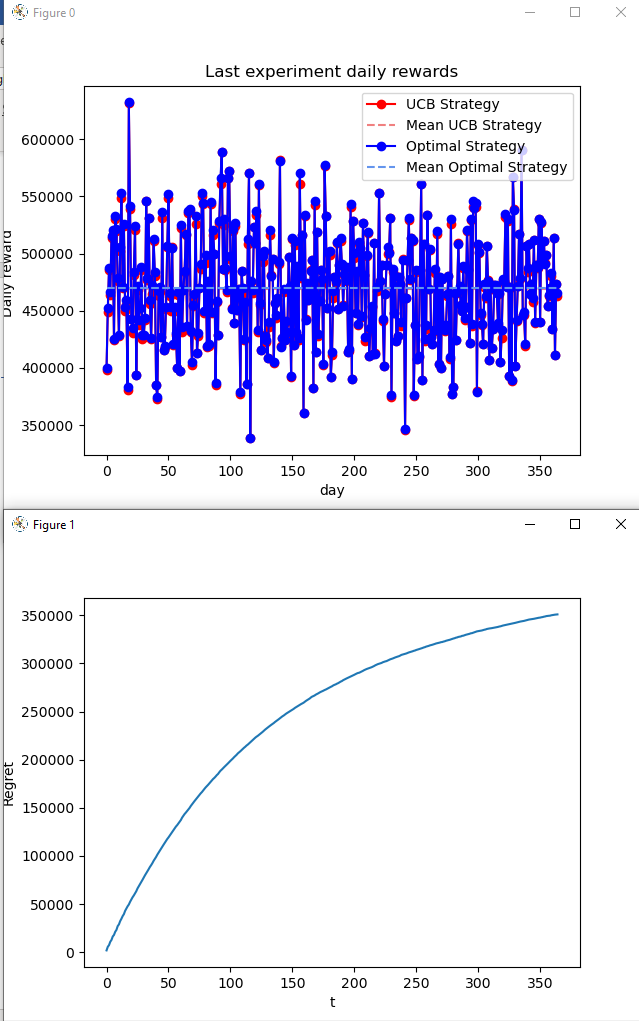 Figure 0
Last experiment daily rewards
UCB Strategy
Mean UCB Strategy
Optimal Strategy
Mean Optimal Strategy
600000
550000
500000
450000
400000
350000
Daily reward
0 50 100 150 200 250 300 350
day
Figure 1
350000
300000
250000
200000
150000
100000
50000
0
Regret
0 50 100 150 200 250 300 350
t